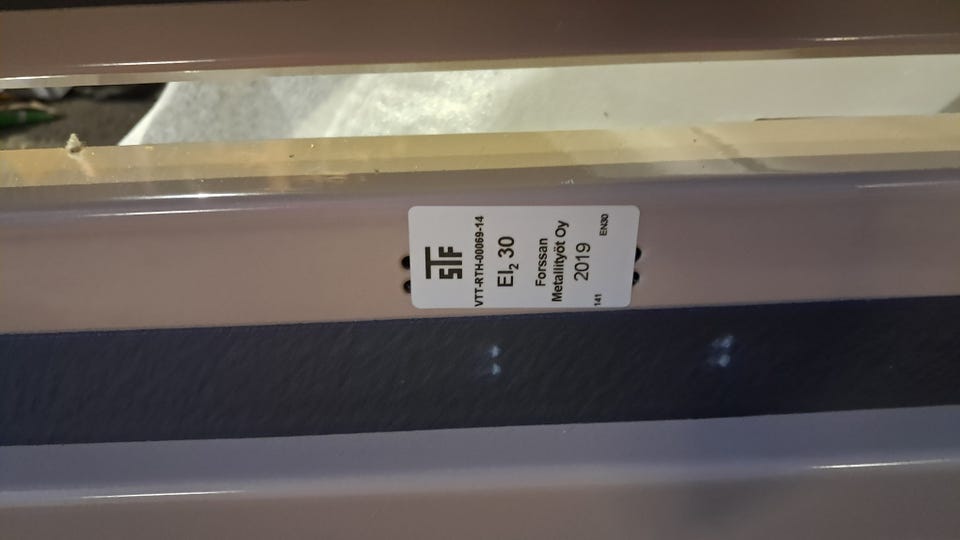 STF
VTT-RTH-00069-14
EI₂ 30
Forssan
Metallityöt Oy
2019
141
EN30